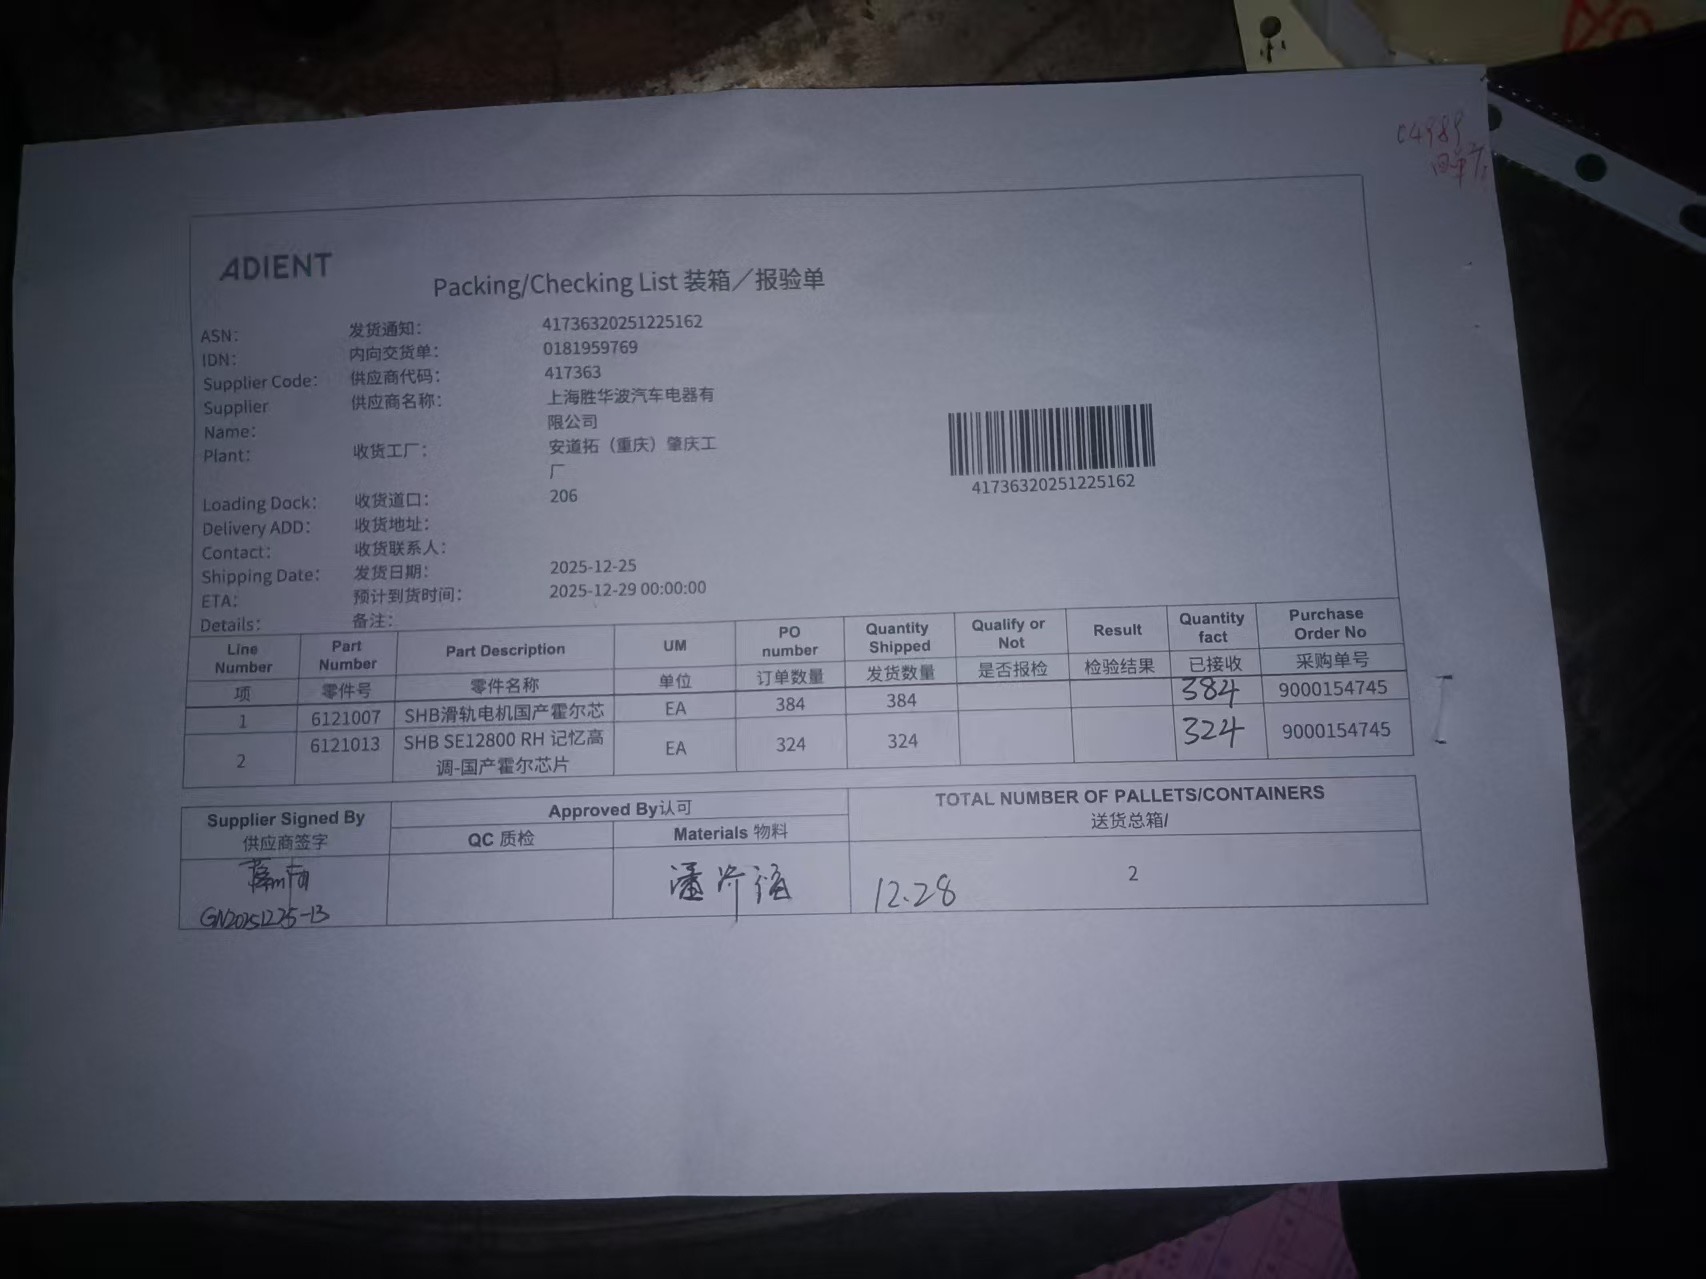 C4989
回单
ADIENT
Packing/Checking List 装箱／报验单
ASN: 发货通知: 41736320251225162
IDN: 内向交货单: 0181959769
Supplier Code: 供应商代码: 417363
Supplier Name: 供应商名称: 上海胜华波汽车电器有
限公司
Plant: 收货工厂: 安道拓（重庆）肇庆工
厂
Loading Dock: 收货道口: 206
Delivery ADD: 收货地址:
Contact: 收货联系人:
Shipping Date: 发货日期: 2025-12-25
ETA: 预计到货时间: 2025-12-29 00:00:00
Details: 备注:
41736320251225162
Line Number Part Number Part Description UM PO number Quantity Shipped Qualify or Not Result Quantity fact Purchase Order No
项 零件号 零件名称 单位 订单数量 发货数量 是否报检 检验结果 已接收 采购单号
1 6121007 SHB滑轨电机国产霍尔芯 EA 384 384 384 9000154745
2 6121013 SHB SE12800 RH 记忆高 EA 324 324 324 9000154745
调-国产霍尔芯片
Supplier Signed By Approved By认可 TOTAL NUMBER OF PALLETS/CONTAINERS
供应商签字 QC 质检 Materials 物料 送货总箱/
12.28 2
GN20251225-13